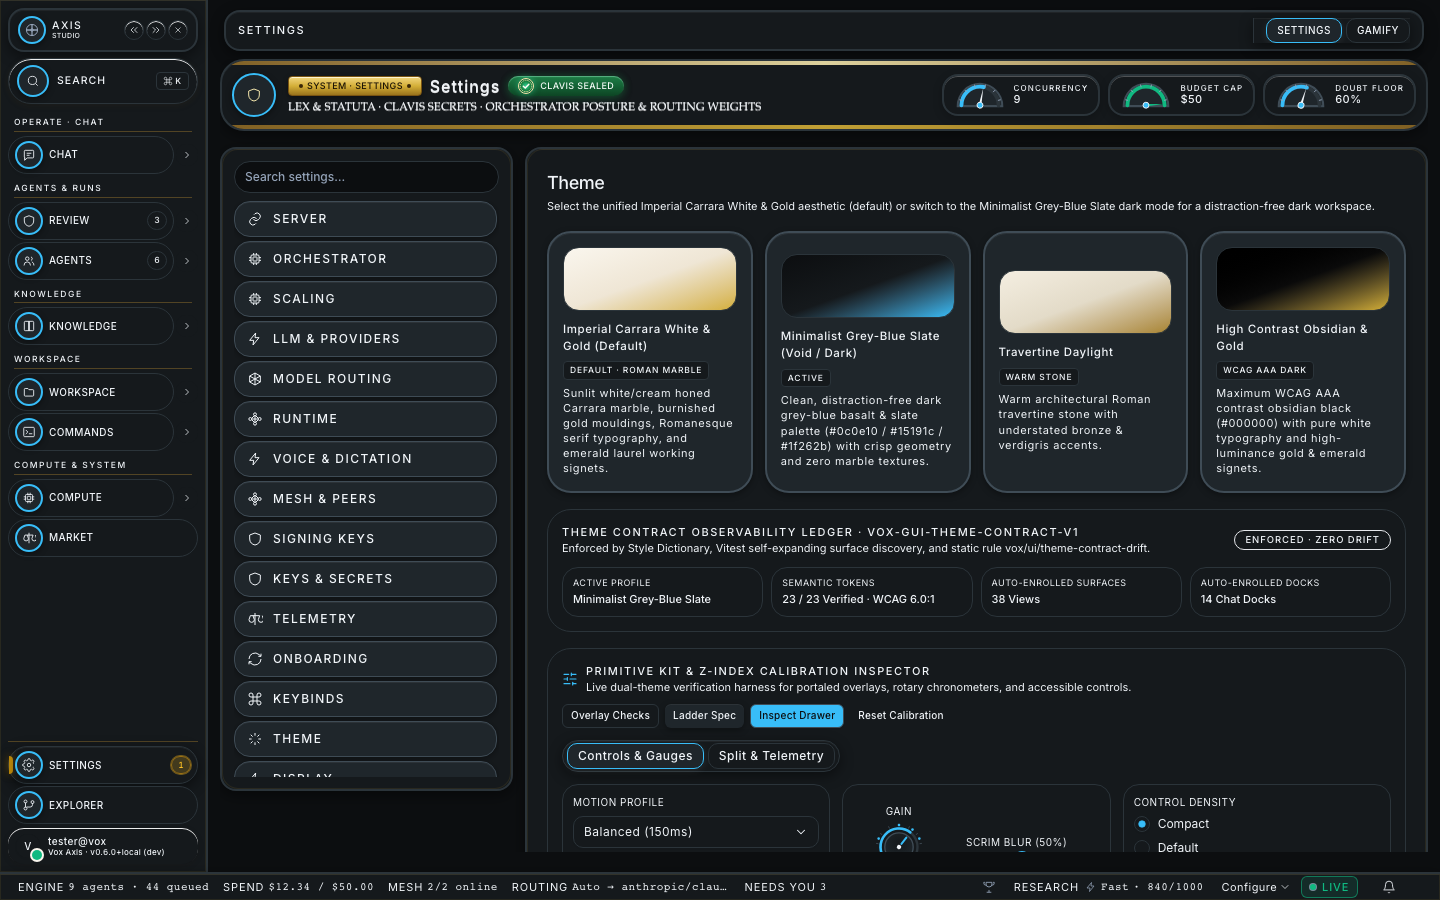 AXIS
STUDIO
SEARCH
⌘ K
OPERATE · CHAT
CHAT
AGENTS & RUNS
REVIEW 3
AGENTS 6
KNOWLEDGE
KNOWLEDGE
WORKSPACE
WORKSPACE
COMMANDS
COMPUTE & SYSTEM
COMPUTE
MARKET
SETTINGS 1
EXPLORER
V
tester@vox
Vox Axis · v0.6.0+local (dev)
SETTINGS
SETTINGS GAMIFY
• SYSTEM · SETTINGS •
Settings
CLAVIS SEALED
LEX & STATUTA · CLAVIS SECRETS · ORCHESTRATOR POSTURE & ROUTING WEIGHTS
CONCURRENCY
9
BUDGET CAP
$50
DOUBT FLOOR
60%
Search settings...
SERVER
ORCHESTRATOR
SCALING
LLM & PROVIDERS
MODEL ROUTING
RUNTIME
VOICE & DICTATION
MESH & PEERS
SIGNING KEYS
KEYS & SECRETS
TELEMETRY
ONBOARDING
KEYBINDS
THEME
DISPLAY
Theme
Select the unified Imperial Carrara White & Gold aesthetic (default) or switch to the Minimalist Grey-Blue Slate dark mode for a distraction-free dark workspace.
Imperial Carrara White &
Gold (Default)
DEFAULT · ROMAN MARBLE
Sunlit white/cream honed
Carrara marble, burnished
gold mouldings, Romanesque
serif typography, and
emerald laurel working
signets.
Minimalist Grey-Blue Slate
(Void / Dark)
ACTIVE
Clean, distraction-free dark
grey-blue basalt & slate
palette (#0c0e10 / #15191c /
#1f262b) with crisp geometry
and zero marble textures.
Travertine Daylight
WARM STONE
Warm architectural Roman
travertine stone with
understated bronze &
verdigris accents.
High Contrast Obsidian &
Gold
WCAG AAA DARK
Maximum WCAG AAA
contrast obsidian black
(#000000) with pure white
typography and high-
luminance gold & emerald
signets.
THEME CONTRACT OBSERVABILITY LEDGER · VOX-GUI-THEME-CONTRACT-V1
Enforced by Style Dictionary, Vitest self-expanding surface discovery, and static rule vox/ui/theme-contract-drift.
ENFORCED · ZERO DRIFT
ACTIVE PROFILE
Minimalist Grey-Blue Slate
SEMANTIC TOKENS
23 / 23 Verified · WCAG 6.0:1
AUTO-ENROLLED SURFACES
38 Views
AUTO-ENROLLED DOCKS
14 Chat Docks
PRIMITIVE KIT & Z-INDEX CALIBRATION INSPECTOR
Live dual-theme verification harness for portaled overlays, rotary chronometers, and accessible controls.
Overlay Checks Ladder Spec Inspect Drawer Reset Calibration
Controls & Gauges Split & Telemetry
MOTION PROFILE
Balanced (150ms)
GAIN
SCRIM BLUR (50%)
CONTROL DENSITY
Compact
Default
ENGINE 9 agents · 44 queued SPEND $12.34 / $50.00 MESH 2/2 online ROUTING Auto → anthropic/clau… NEEDS YOU 3
RESEARCH Fast · 840/1000 Configure LIVE